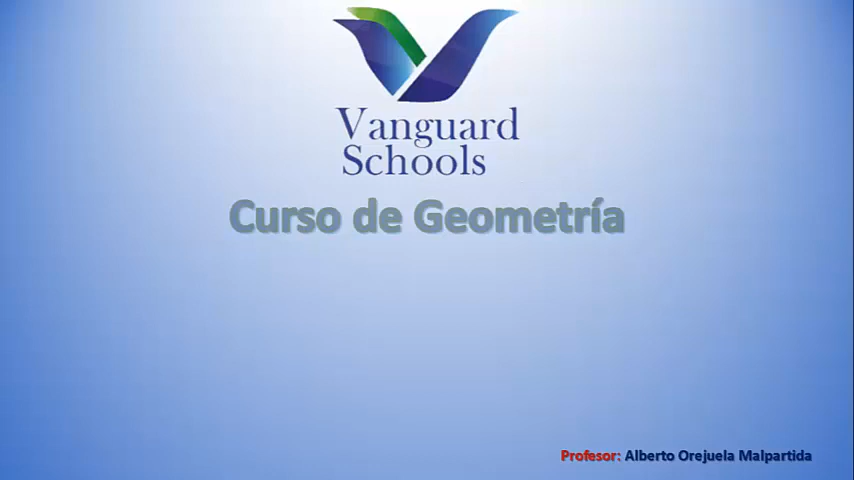 Vanguard
Schools
Curso de Geometría
Profesor: Alberto Orejuela Malpartida